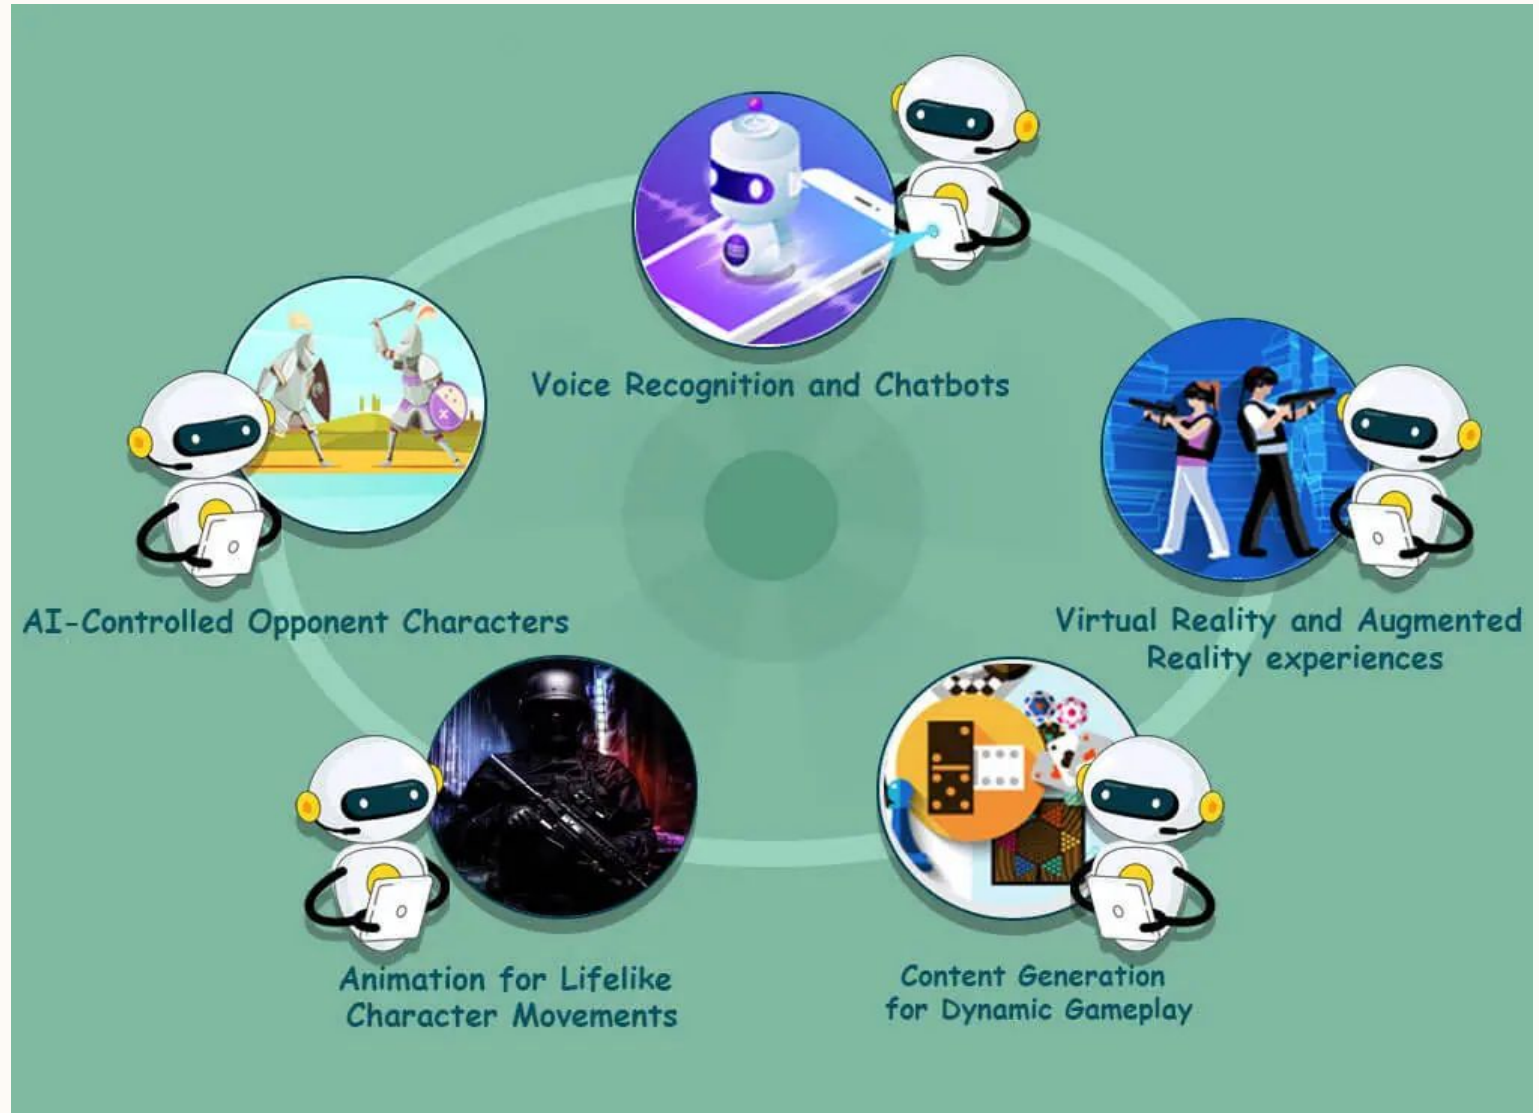 Voice Recognition and Chatbots
AI-Controlled Opponent Characters
Virtual Reality and Augmented
Reality experiences
Animation for Lifelike
Character Movements
Content Generation
for Dynamic Gameplay